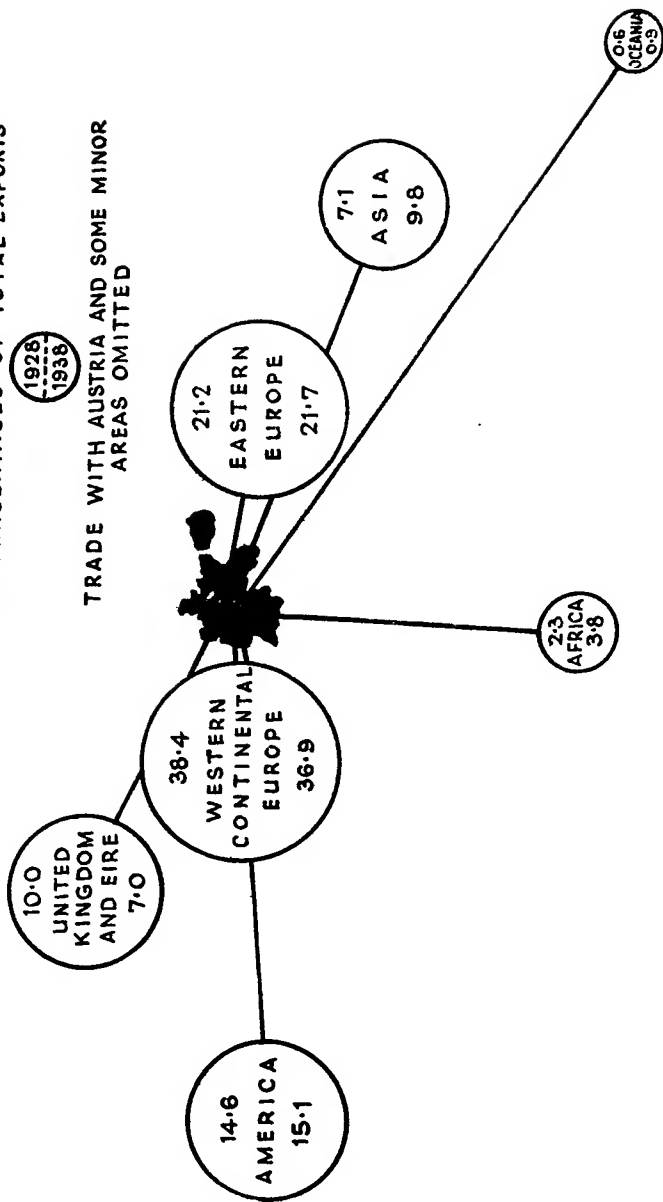 PERCENTAGES OF TOTAL EXPORTS
1928
1938
TRADE WITH AUSTRIA AND SOME MINOR
AREAS OMITTED
10·0
UNITED
KINGDOM
AND EIRE
7·0
14·6
AMERICA
15·1
38·4
WESTERN
CONTINENTAL
EUROPE
36·9
21·2
EASTERN
EUROPE
21·7
7·1
ASIA
9·8
2·3
AFRICA
3·8
0·6
OCEANIA
0·9